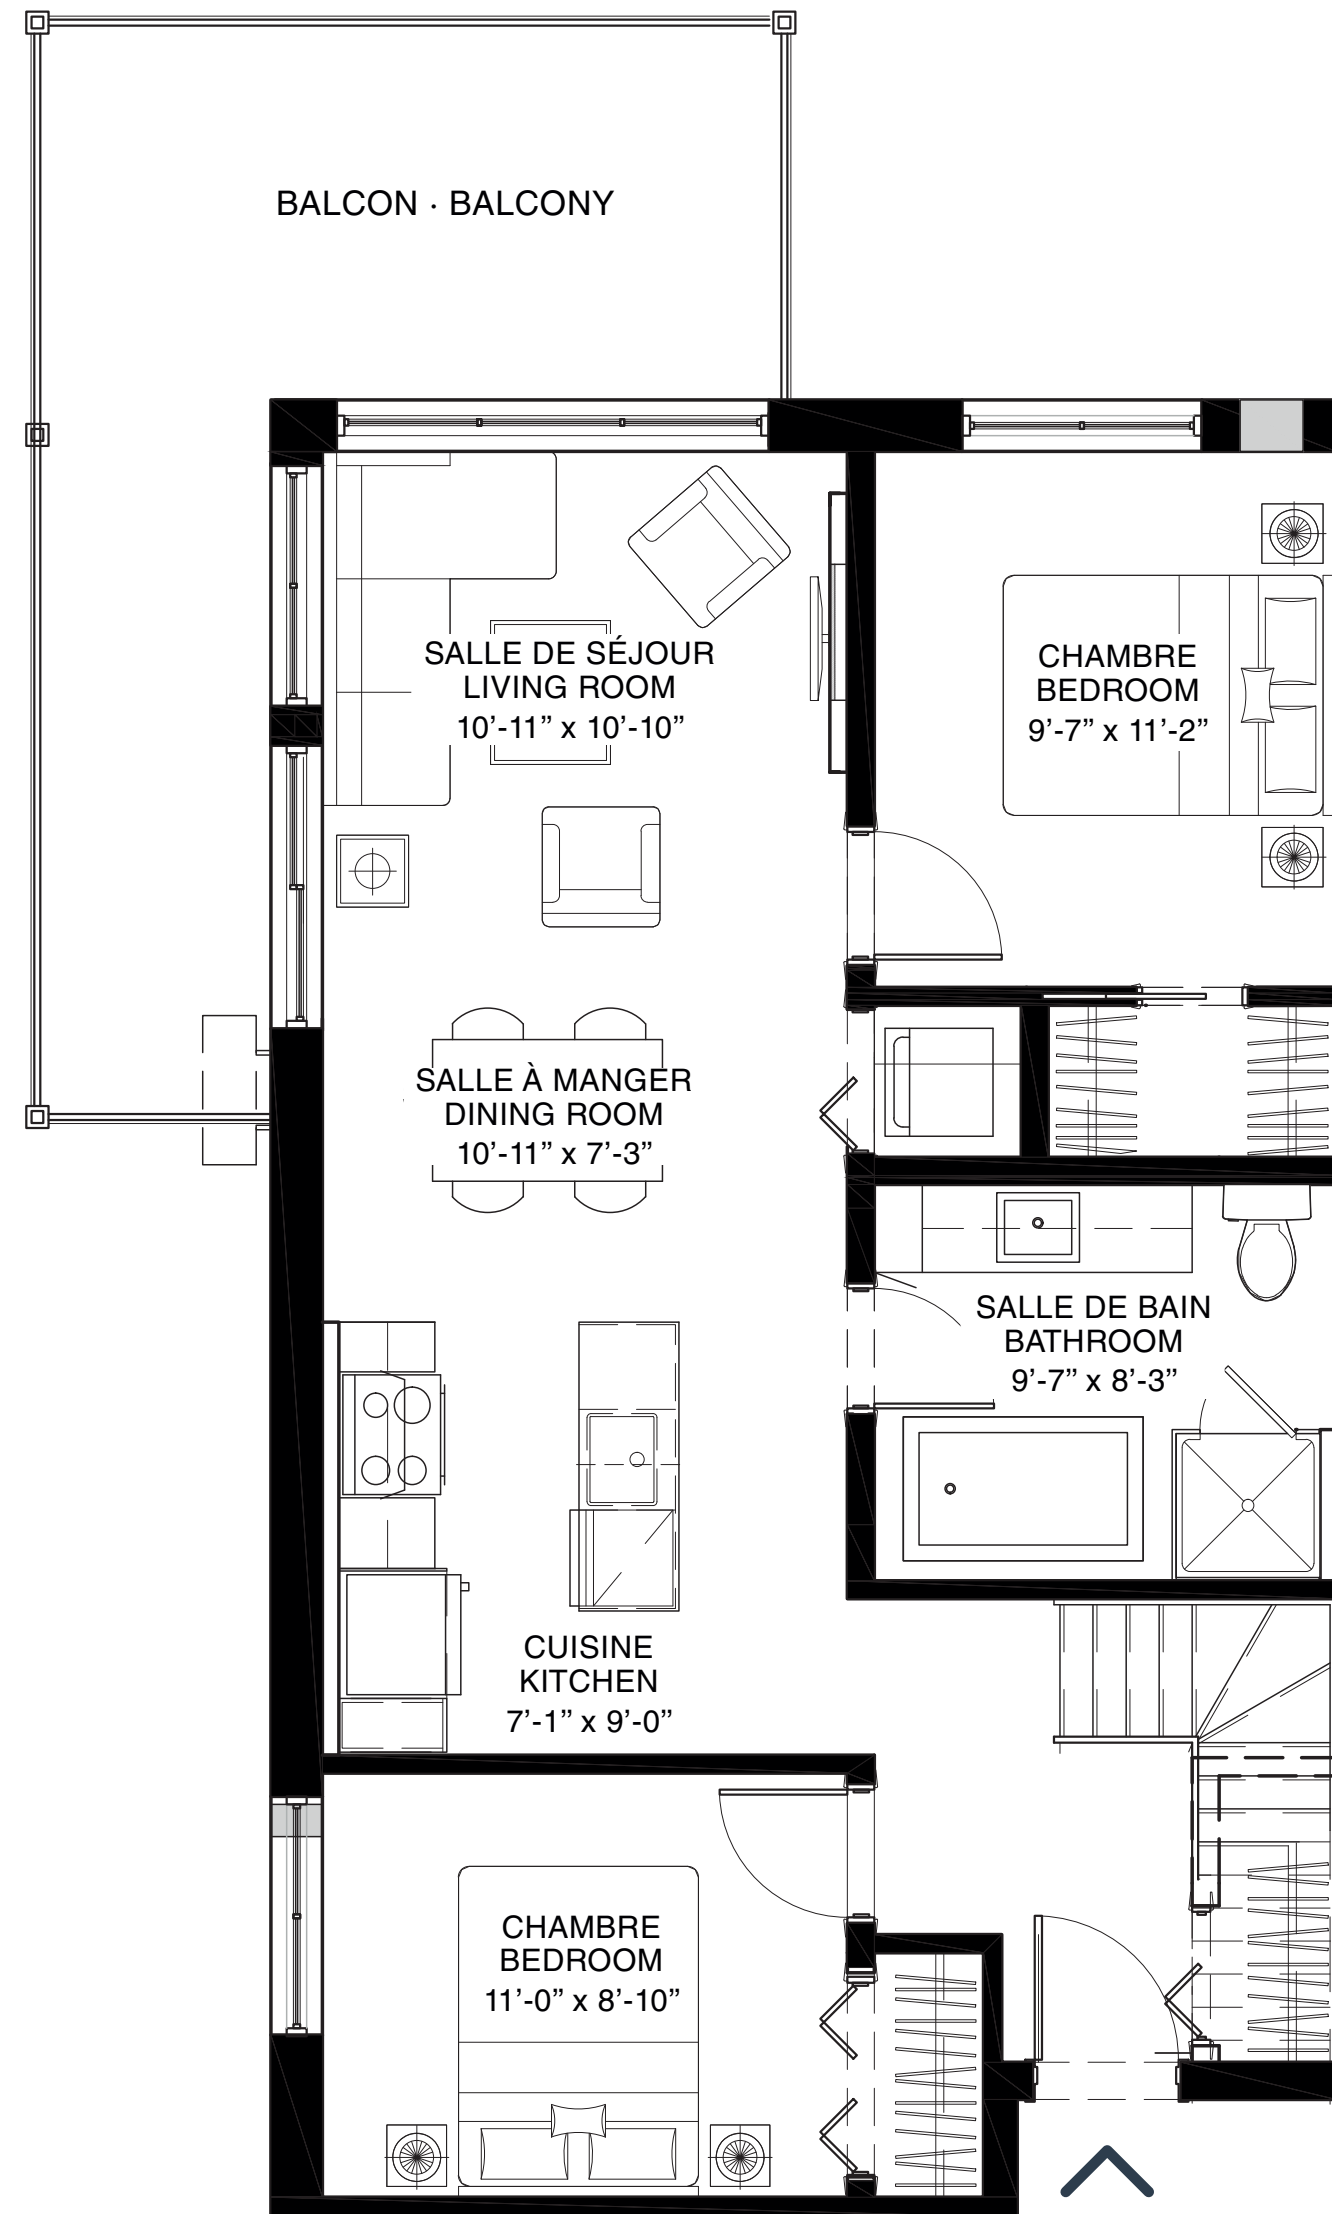 BALCON · BALCONY
SALLE DE SÉJOUR
LIVING ROOM
10’-11” x 10’-10”
CHAMBRE
BEDROOM
9’-7” x 11’-2”
SALLE À MANGER
DINING ROOM
10’-11” x 7’-3”
SALLE DE BAIN
BATHROOM
9’-7” x 8’-3”
CUISINE
KITCHEN
7’-1” x 9’-0”
CHAMBRE
BEDROOM
11’-0” x 8’-10”